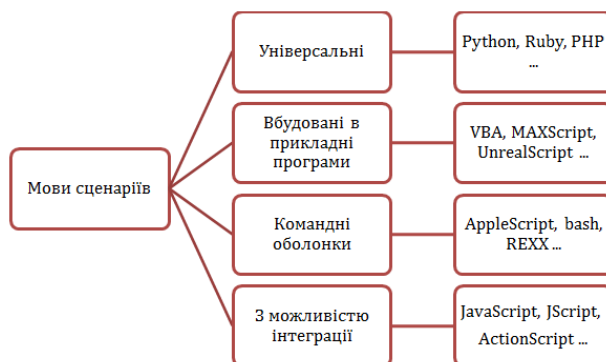 Мови сценаріїв
Універсальні
Python, Ruby, PHP
...
Вбудовані в
прикладні
програми
VBA, MAXScript,
UnrealScript ...
Командні
оболонки
AppleScript, bash,
REXX ...
З можливістю
інтеграції
JavaScript, JScript,
ActionScript ...